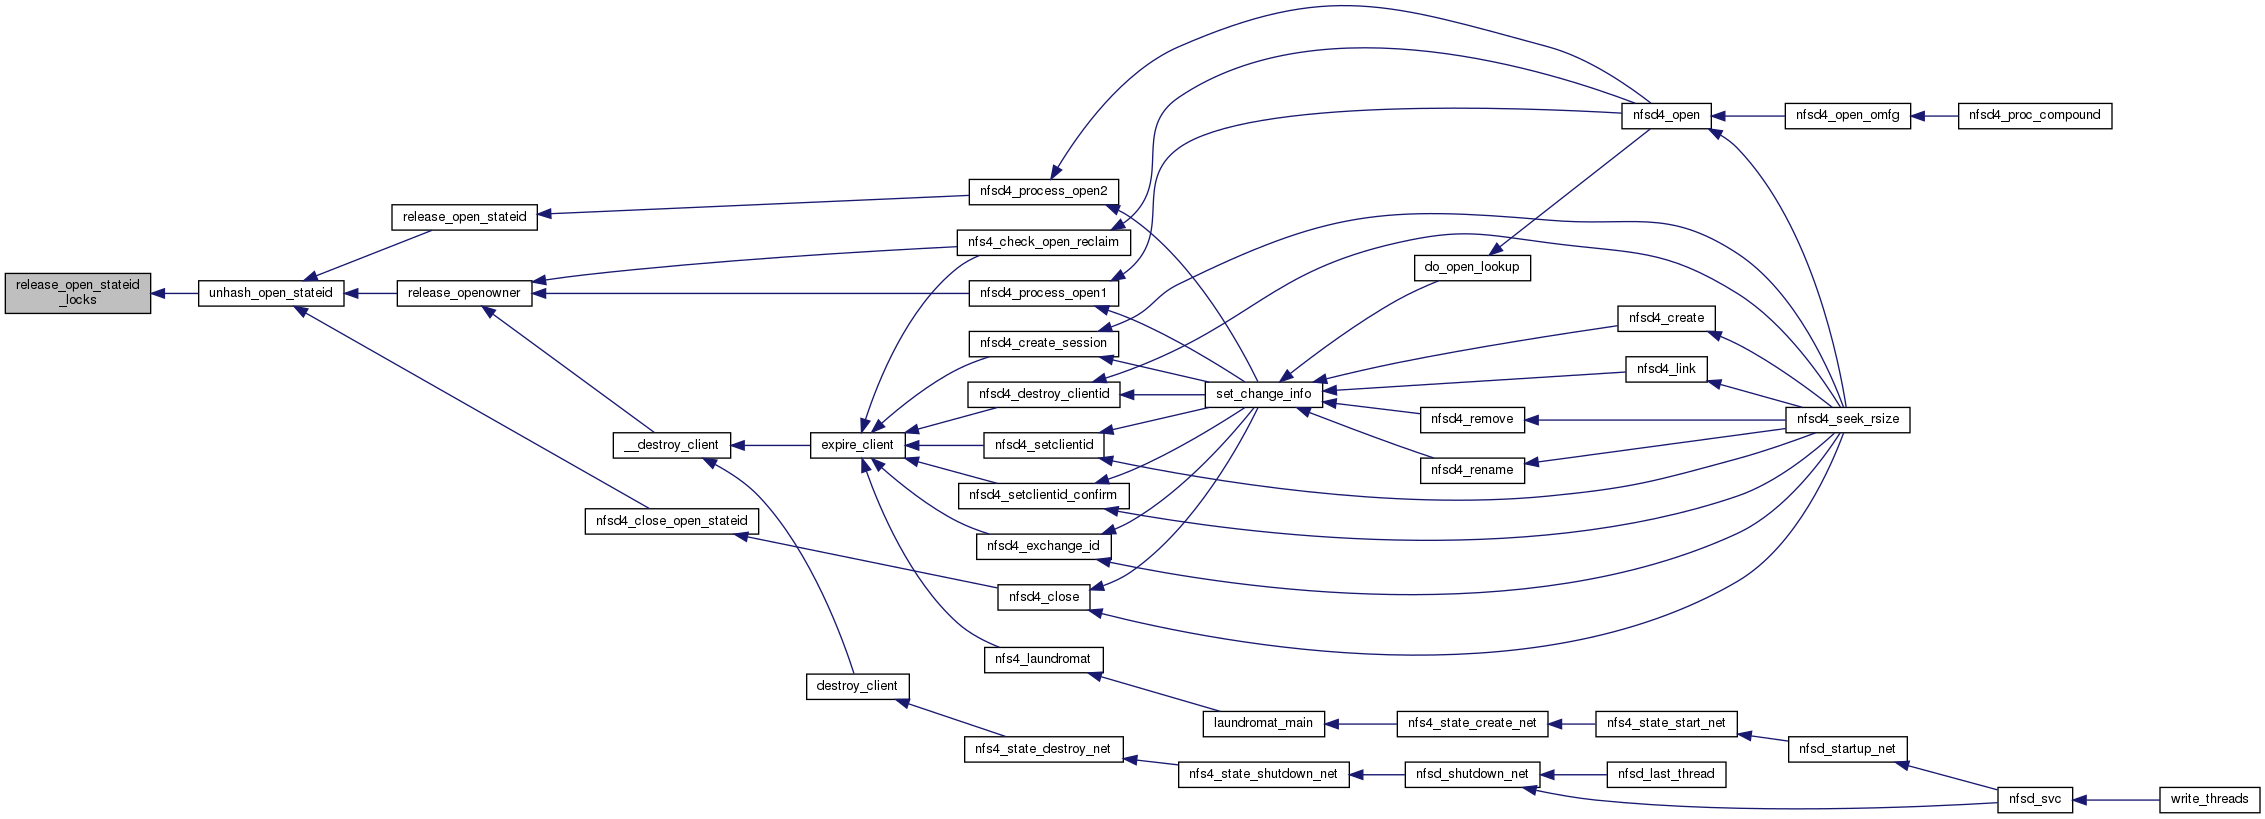 release_open_stateid
_locks
unhash_open_stateid
release_open_stateid
release_openowner
__destroy_client
nfsd4_close_open_stateid
expire_client
destroy_client
nfsd4_process_open2
nfs4_check_open_reclaim
nfsd4_process_open1
nfsd4_create_session
nfsd4_destroy_clientid
nfsd4_setclientid
nfsd4_setclientid_confirm
nfsd4_exchange_id
nfsd4_close
nfs4_laundromat
nfs4_state_destroy_net
set_change_info
laundromat_main
nfs4_state_shutdown_net
do_open_lookup
nfsd4_remove
nfsd4_rename
nfs4_state_create_net
nfsd_shutdown_net
nfsd4_open
nfsd4_create
nfsd4_link
nfs4_state_start_net
nfsd_last_thread
nfsd4_open_omfg
nfsd4_seek_rsize
nfsd_startup_net
nfsd4_proc_compound
nfsd_svc
write_threads